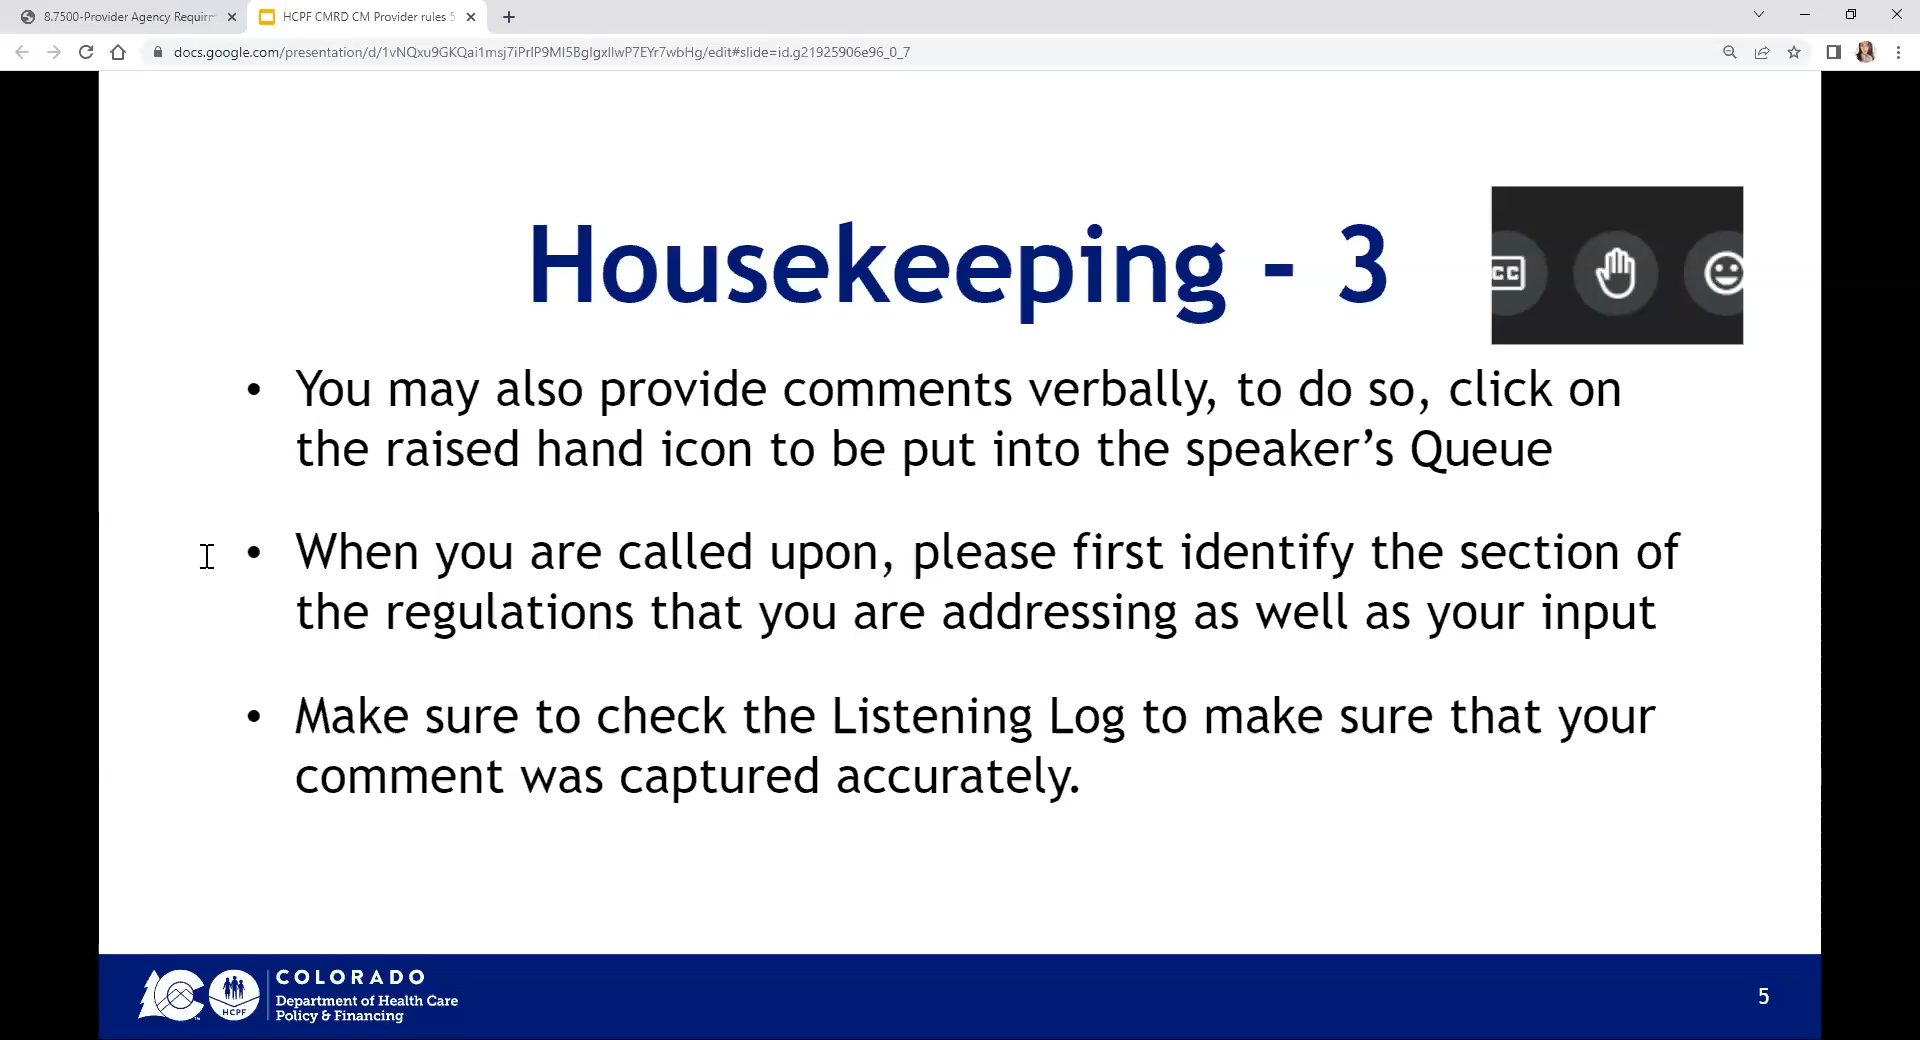 8.7500-Provider Agency Requirm
HCPF CMRD CM Provider rules 5
docs.google.com/presentation/d/1vNQxu9GKQai1msj7iPrlP9MI5BglgxllwP7EYr7wbHg/edit#slide=id.g21925906e96_0_7
Housekeeping - 3
CC
• You may also provide comments verbally, to do so, click on
the raised hand icon to be put into the speaker’s Queue
• When you are called upon, please first identify the section of
the regulations that you are addressing as well as your input
• Make sure to check the Listening Log to make sure that your
comment was captured accurately.
HCPF
COLORADO
Department of Health Care
Policy & Financing
5